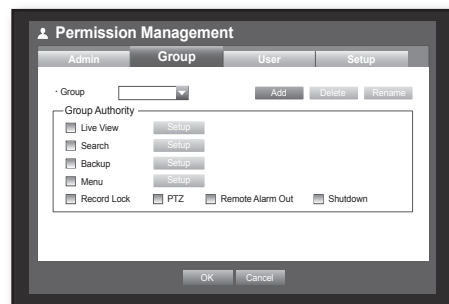 Permission Management
Admin Group User Setup
· Group Add Delete Rename
Group Authority
Live View Setup
Search Setup
Backup Setup
Menu Setup
Record Lock PTZ Remote Alarm Out Shutdown
OK Cancel